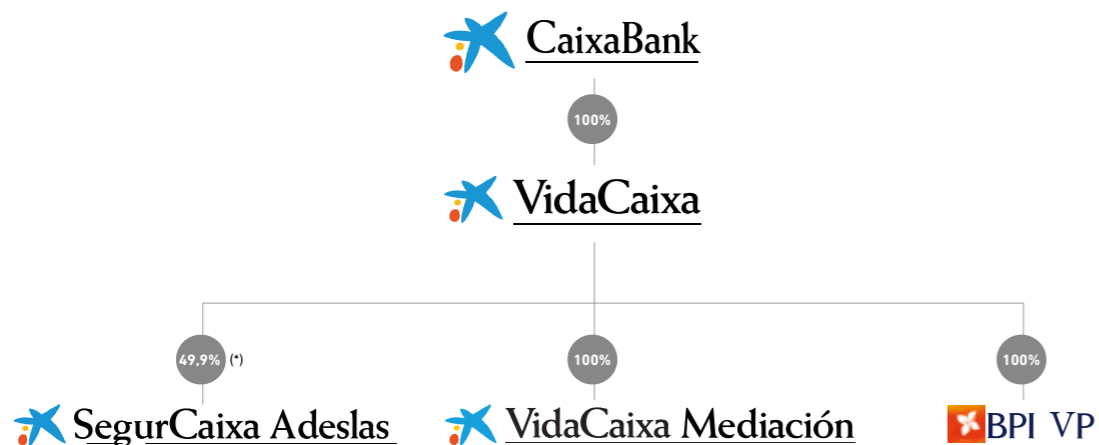 CaixaBank
100%
VidaCaixa
49,9% (*)
100%
100%
SegurCaixa Adeslas
VidaCaixa Mediación
BPI VP